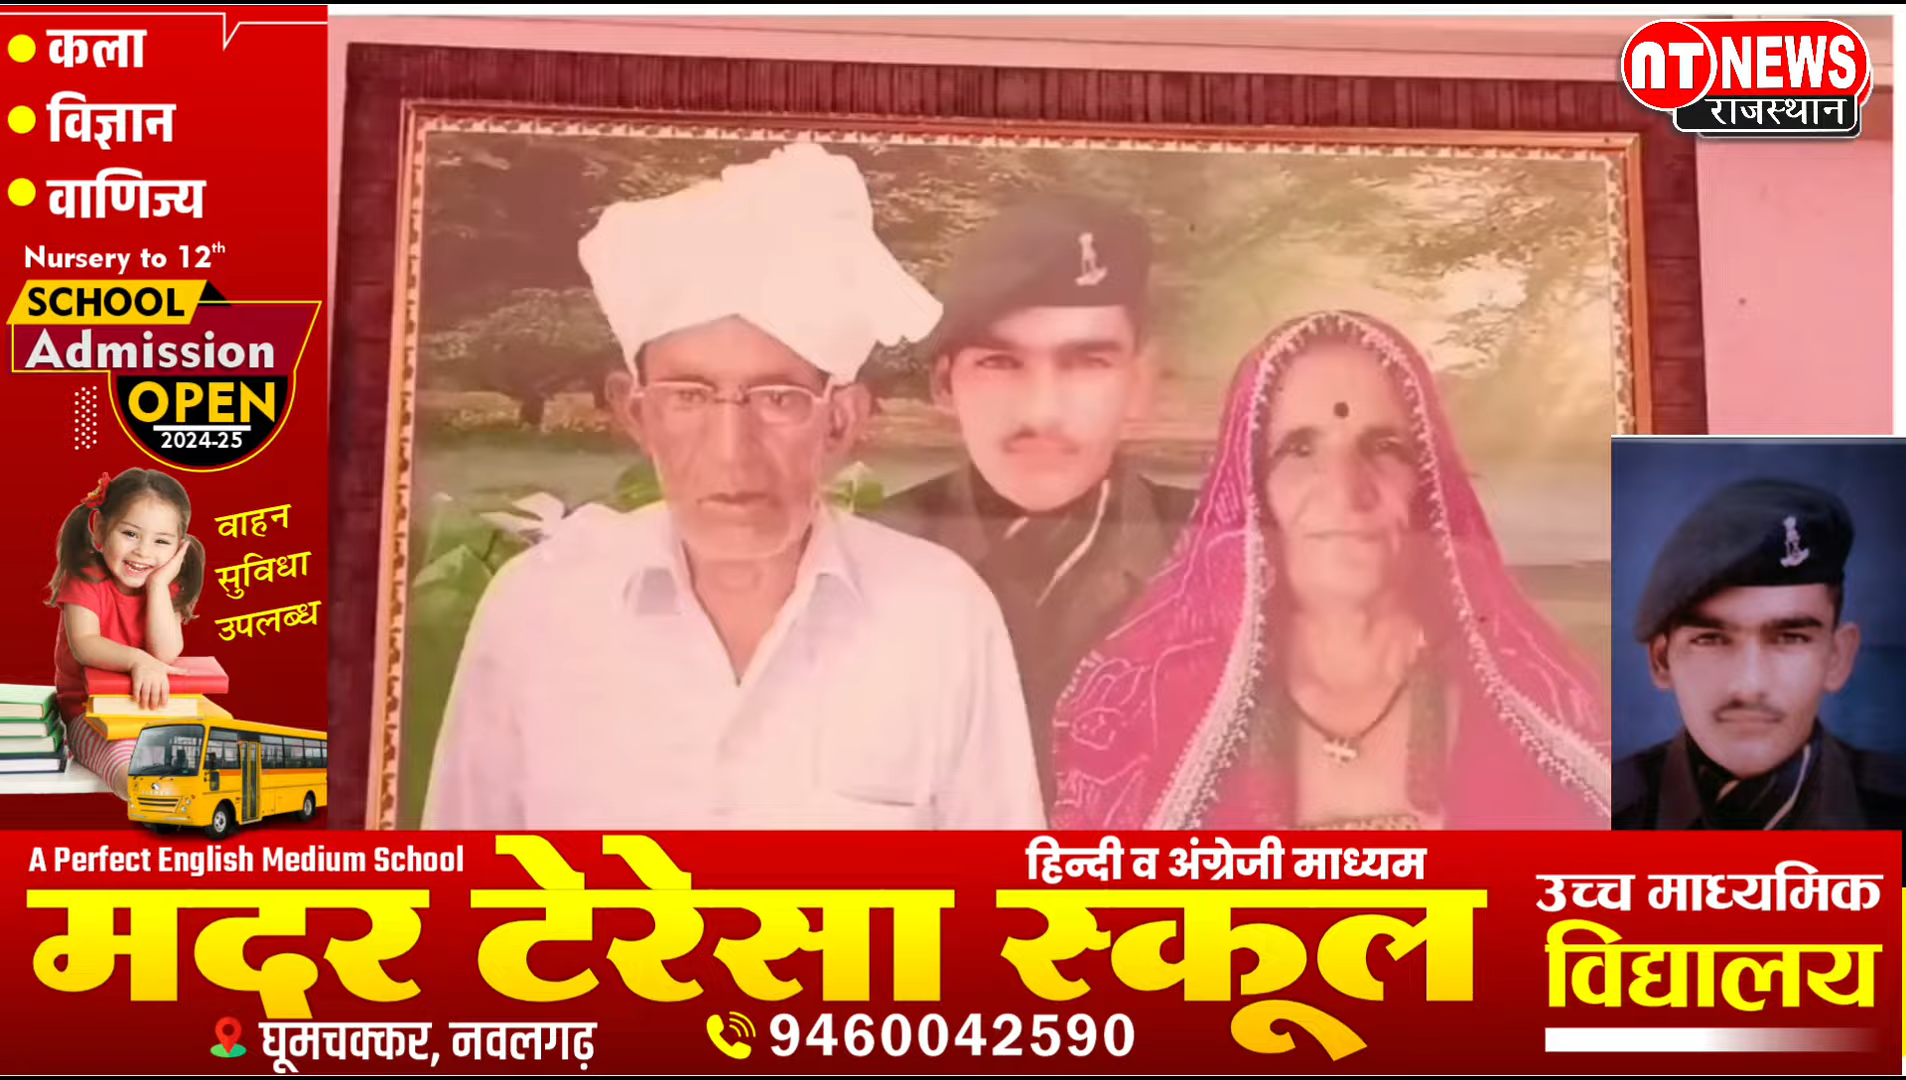 कला
विज्ञान
वाणिज्य
Nursery to 12th
SCHOOL
Admission
OPEN
2024-25
वाहन
सुविधा
उपलब्ध
NT NEWS
राजस्थान
A Perfect English Medium School
हिन्दी व अंग्रेजी माध्यम
मदर टेरेसा स्कूल
उच्च माध्यमिक
विद्यालय
घूमचक्कर, नवलगढ़
9460042590